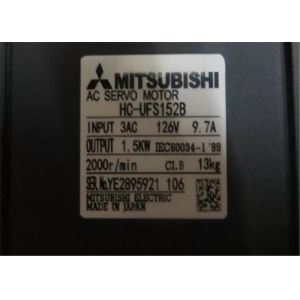 MITSUBISHI
AC SERVO MOTOR
HC-UFS152B
INPUT 3AC 126V 9.7A
OUTPUT 1.5KW IEC60034-1'99
2000r/min Cl.B 13kg
SER.No.YE2895921 106
MITSUBISHI ELECTRIC
MADE IN JAPAN